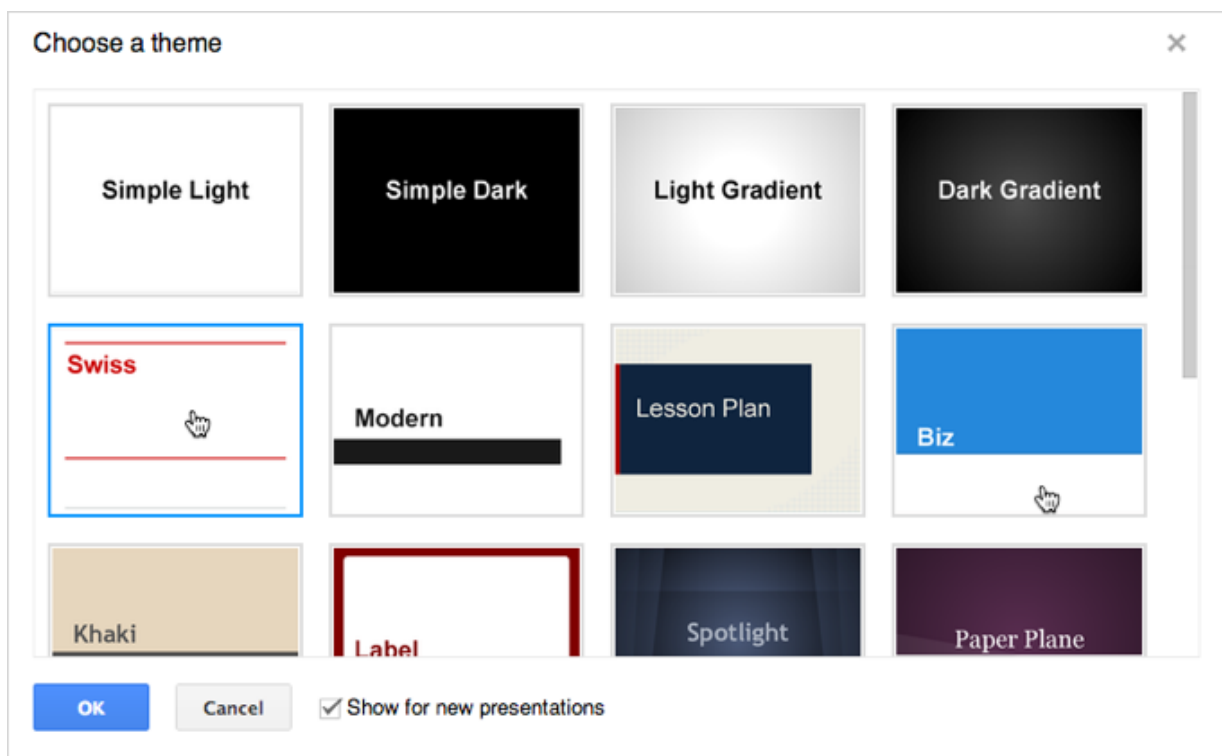 Choose a theme
Simple Light
Simple Dark
Light Gradient
Dark Gradient
Swiss
Modern
Lesson Plan
Biz
Khaki
Label
Spotlight
Paper Plane
OK
Cancel
Show for new presentations